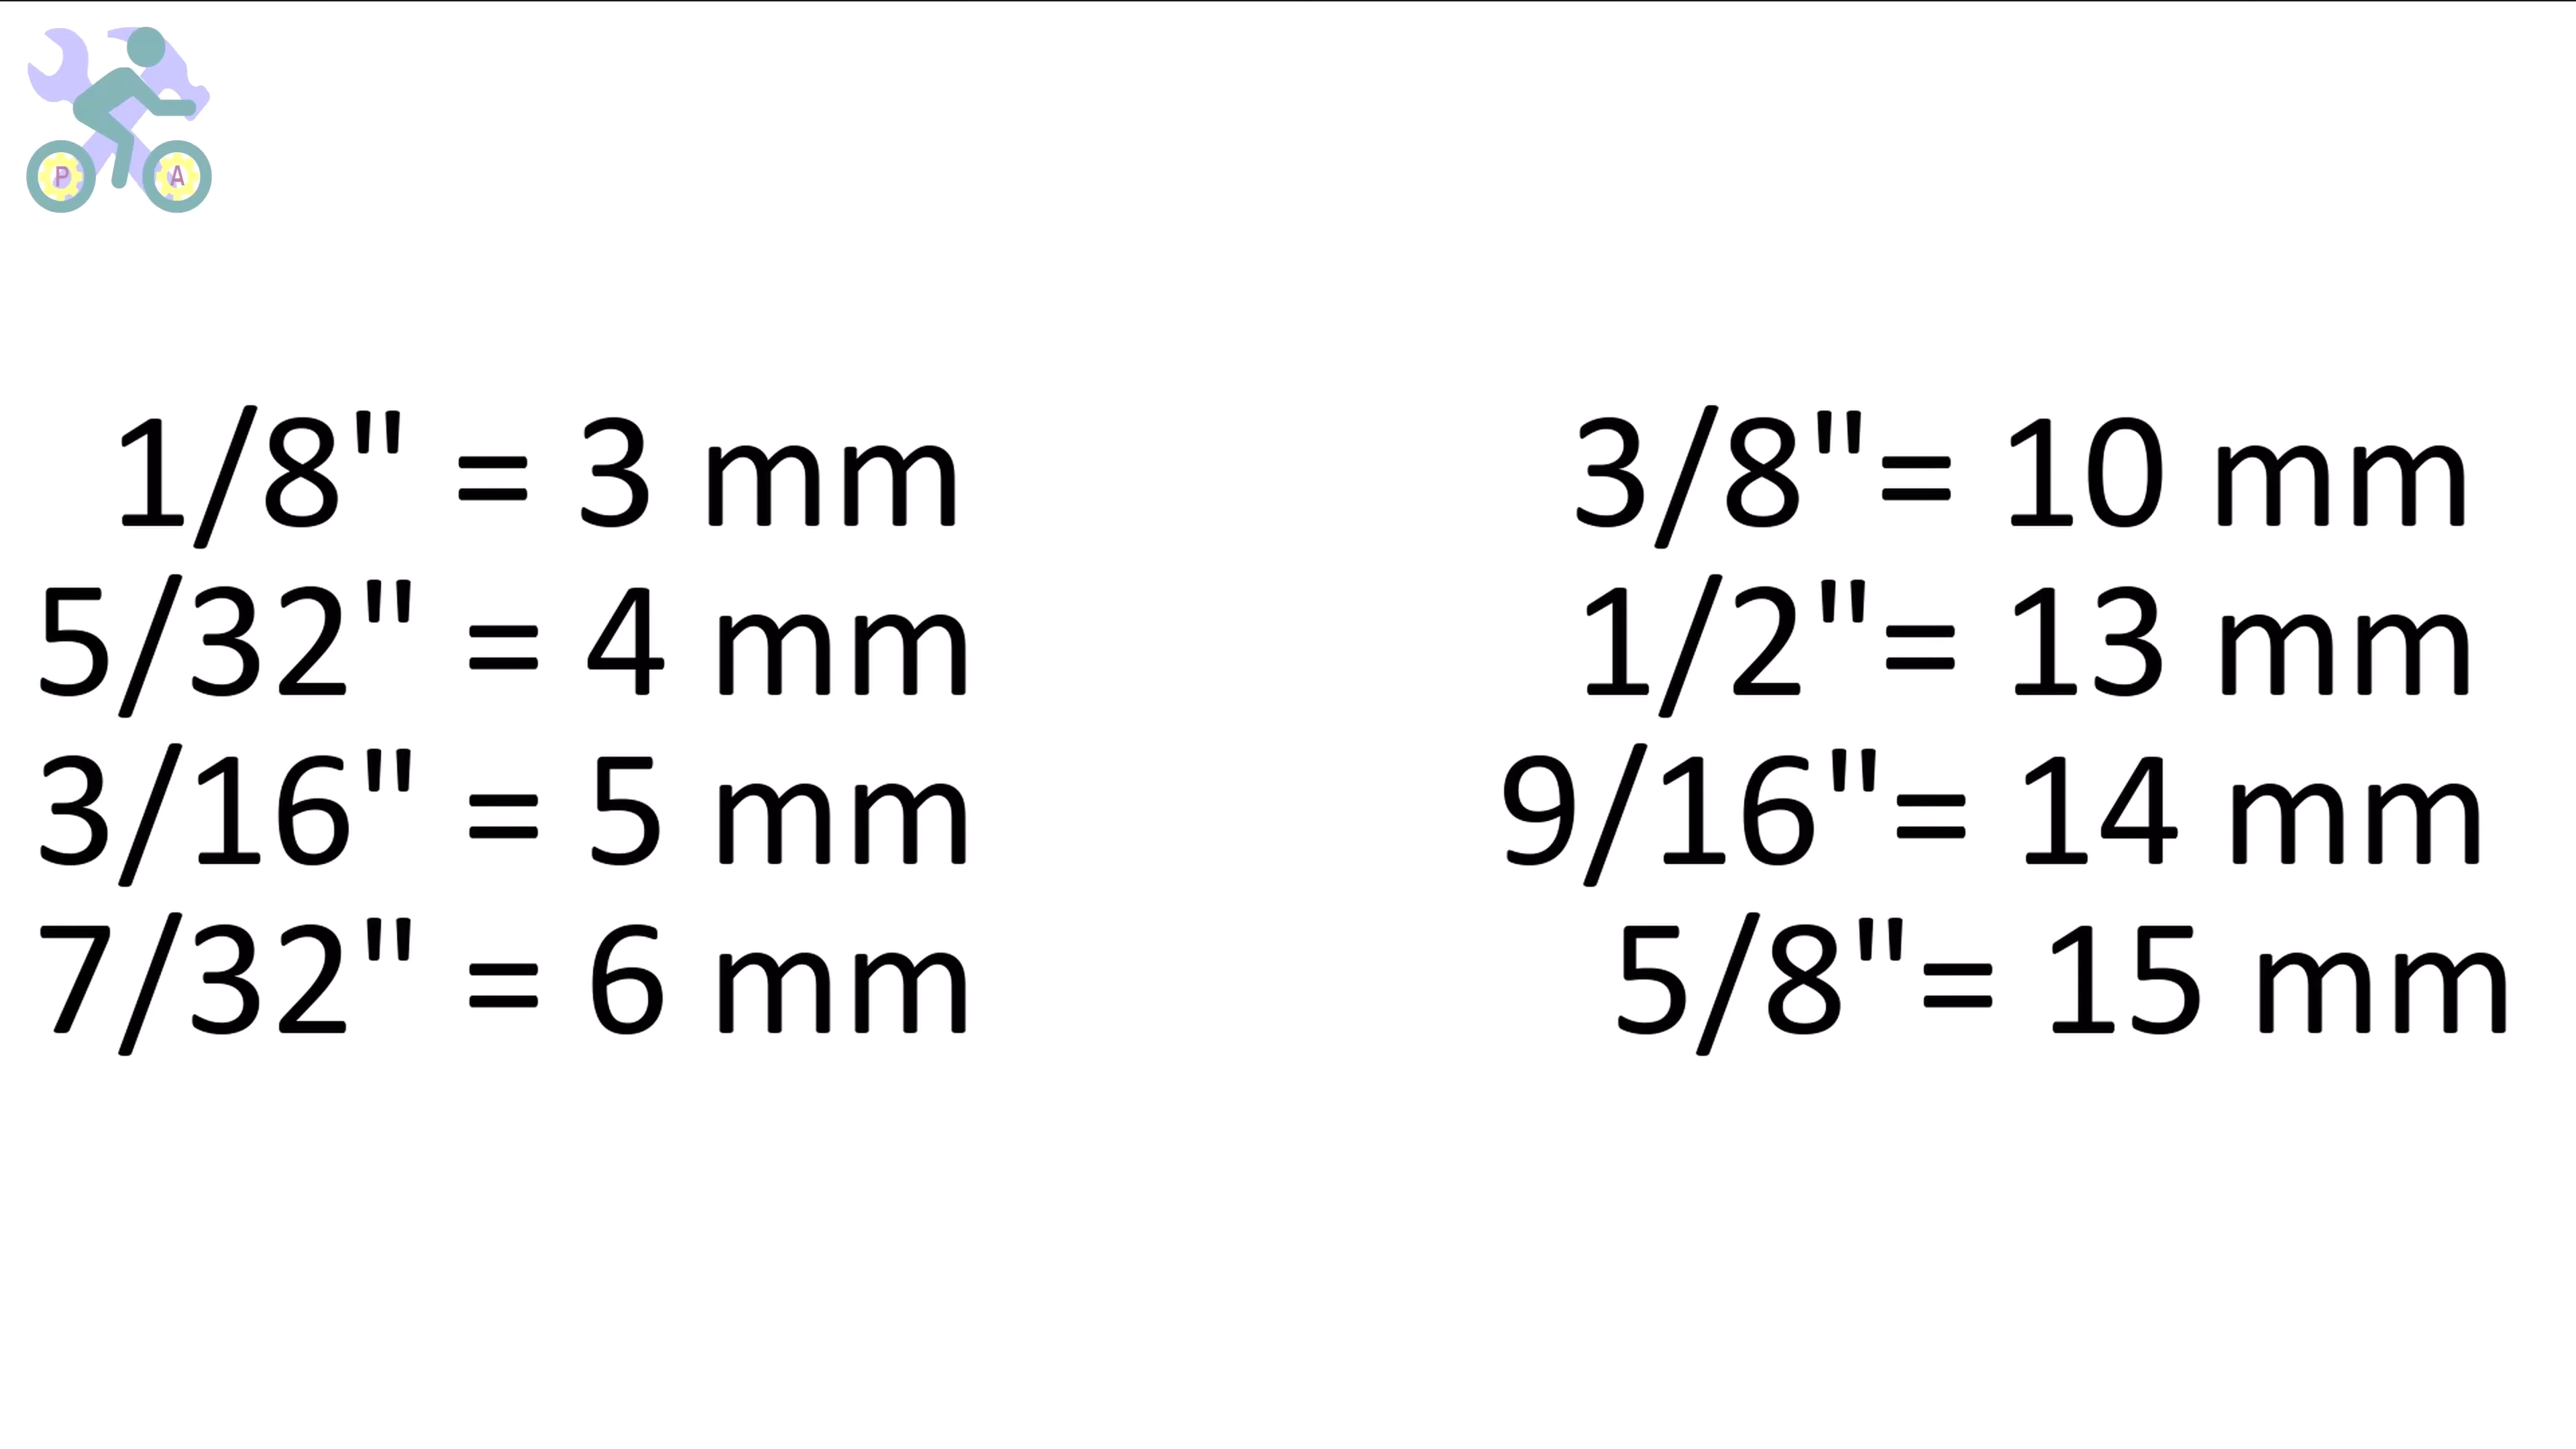 P A
1/8" = 3 mm
5/32" = 4 mm
3/16" = 5 mm
7/32" = 6 mm
3/8"= 10 mm
1/2"= 13 mm
9/16"= 14 mm
5/8"= 15 mm